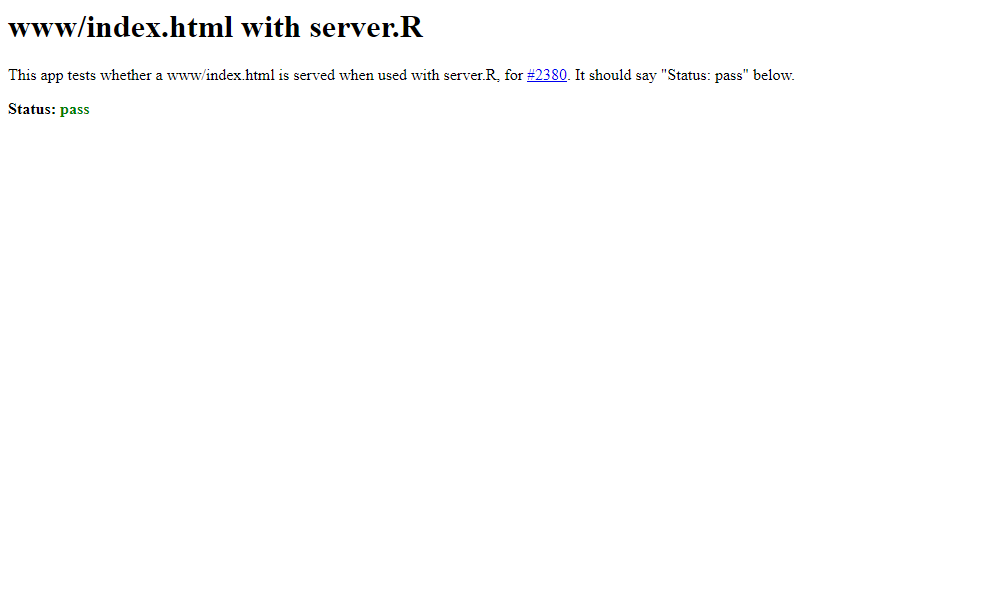 www/index.html with server.R
This app tests whether a www/index.html is served when used with server.R, for #2380. It should say "Status: pass" below.
Status: pass